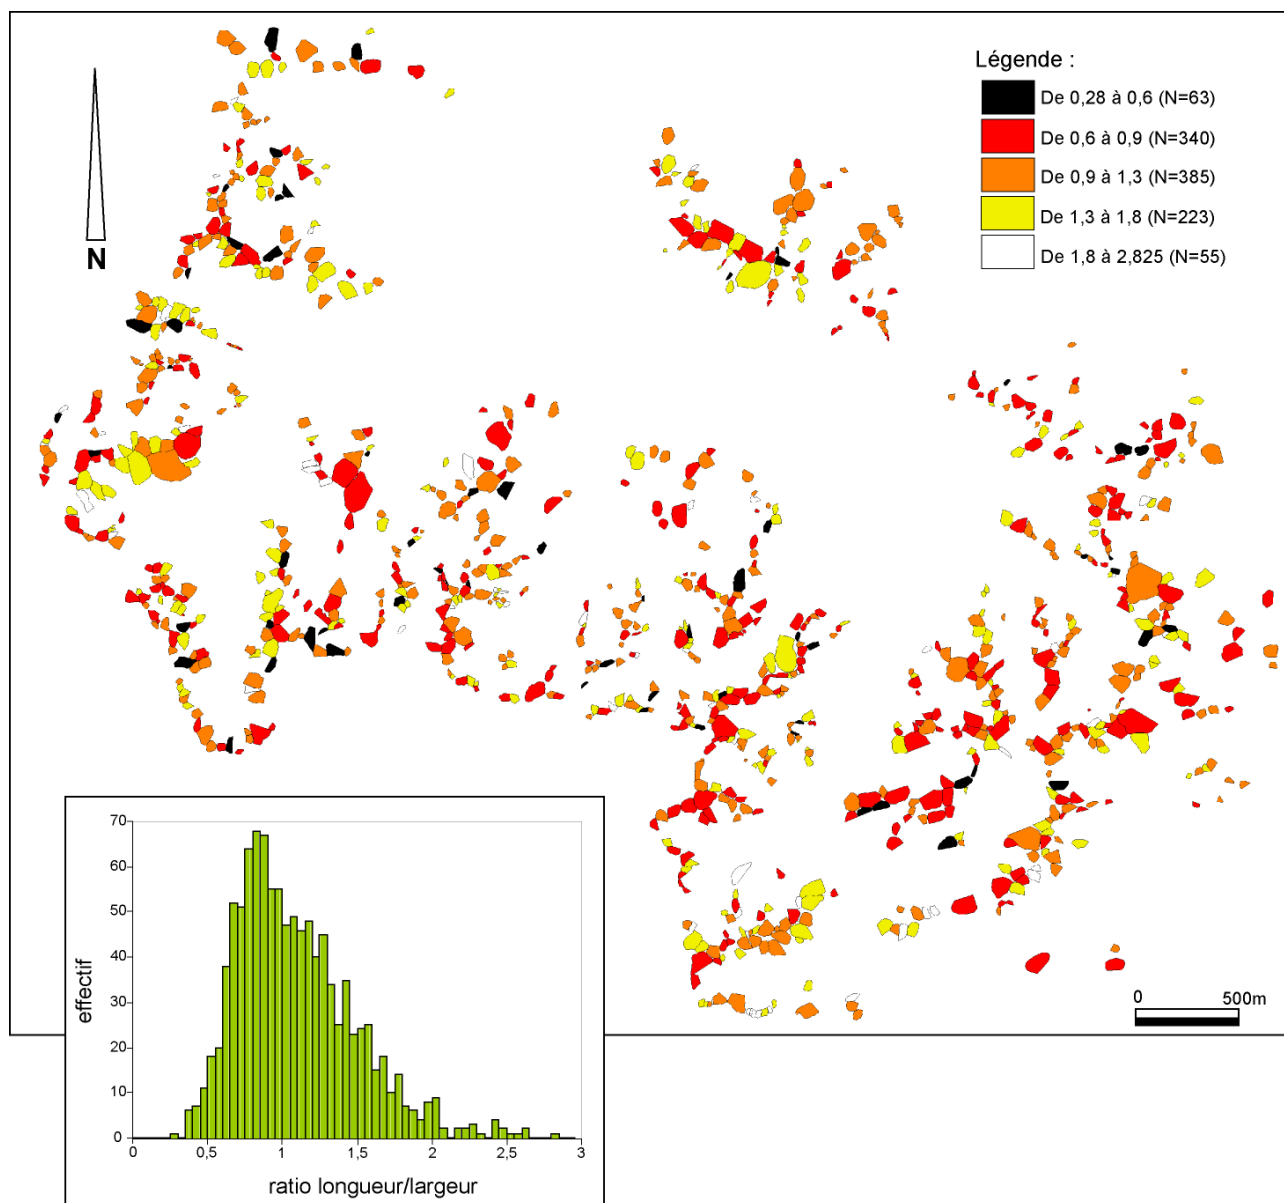 N
Légende :
De 0,28 à 0,6 (N=63)
De 0,6 à 0,9 (N=340)
De 0,9 à 1,3 (N=385)
De 1,3 à 1,8 (N=223)
De 1,8 à 2,825 (N=55)
0 500m
effectif
70
60
50
40
30
20
10
0
0 0,5 1 1,5 2 2,5 3
ratio longueur/largeur